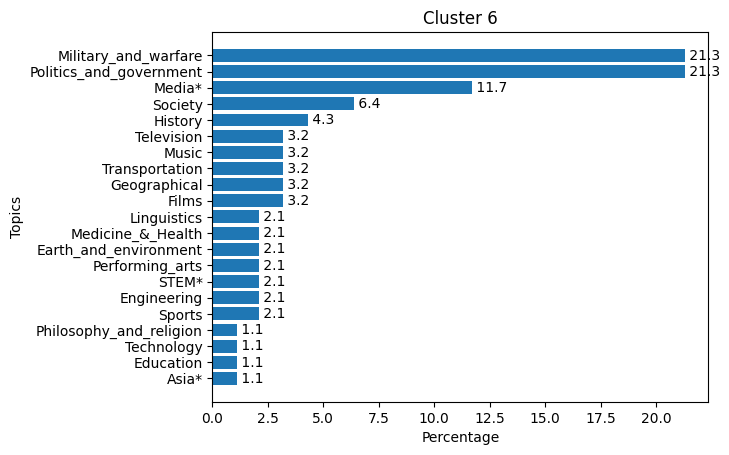 Cluster 6
Topics
Military_and_warfare 21.3
Politics_and_government 21.3
Media* 11.7
Society 6.4
History 4.3
Television 3.2
Music 3.2
Transportation 3.2
Geographical 3.2
Films 3.2
Linguistics 2.1
Medicine_&_Health 2.1
Earth_and_environment 2.1
Performing_arts 2.1
STEM* 2.1
Engineering 2.1
Sports 2.1
Philosophy_and_religion 1.1
Technology 1.1
Education 1.1
Asia* 1.1
0.0 2.5 5.0 7.5 10.0 12.5 15.0 17.5 20.0
Percentage